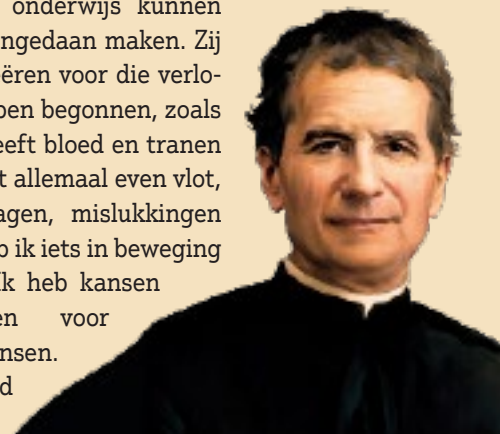 onderwijs kunnen
ngedaan maken. Zij
ëren voor die verlo-
en begonnen, zoals
eeft bloed en tranen
t allemaal even vlot,
agen, mislukkingen
ik iets in beweging
k heb kansen
en voor
nsen.
d